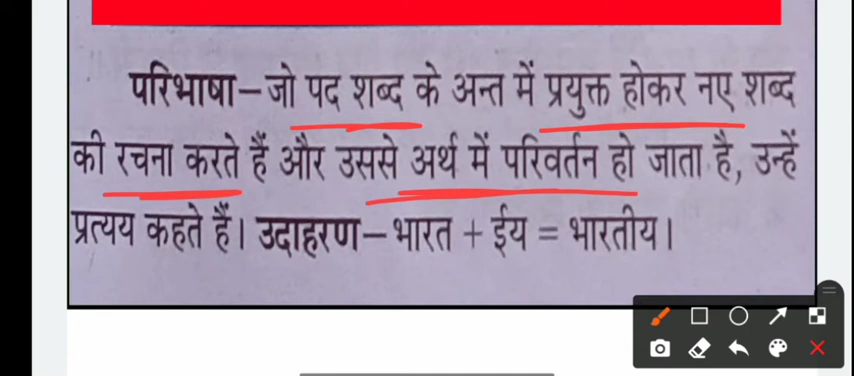 परिभाषा – जो पद शब्द के अन्त में प्रयुक्त होकर नए शब्द
की रचना करते हैं और उससे अर्थ में परिवर्तन हो जाता है, उन्हें
प्रत्यय कहते हैं। उदाहरण – भारत + ईय = भारतीय।